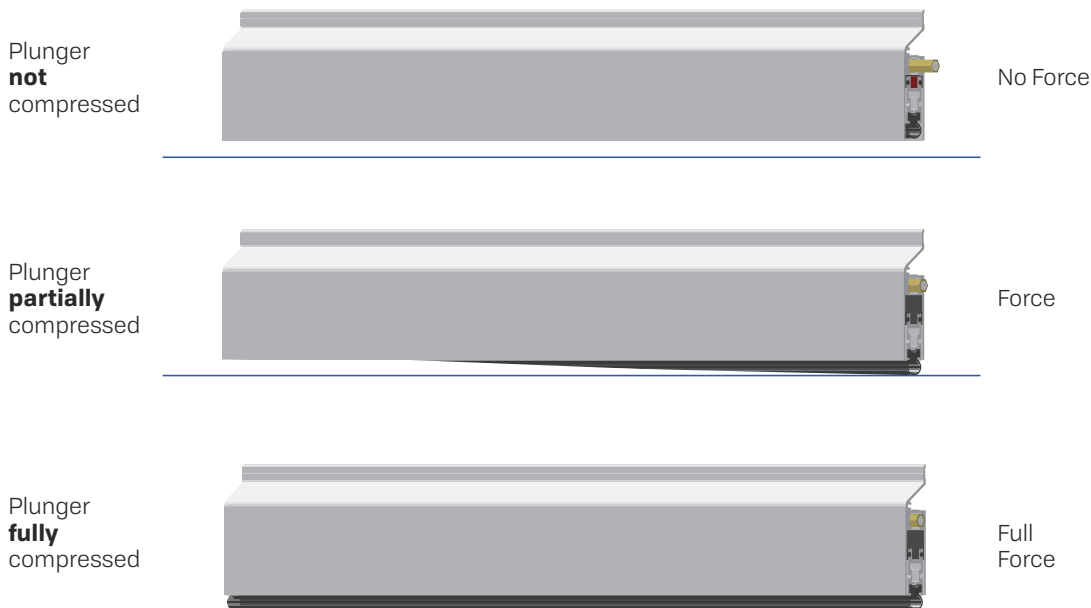 Plunger
not
compressed
No Force
Plunger
partially
compressed
Force
Plunger
fully
compressed
Full
Force